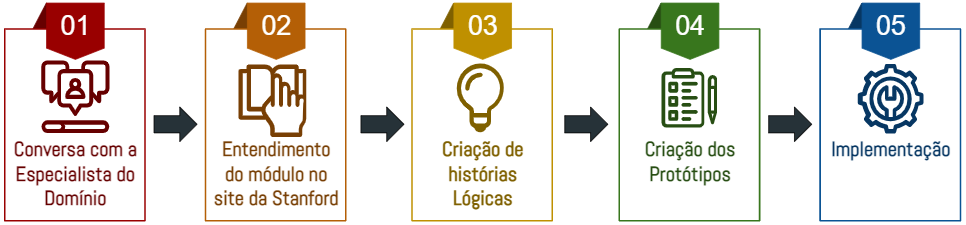 01
Conversa com a
Especialista do
Domínio
02
Entendimento
do módulo no
site da Stanford
03
Criação de
histórias
Lógicas
04
Criação dos
Protótipos
05
Implementação